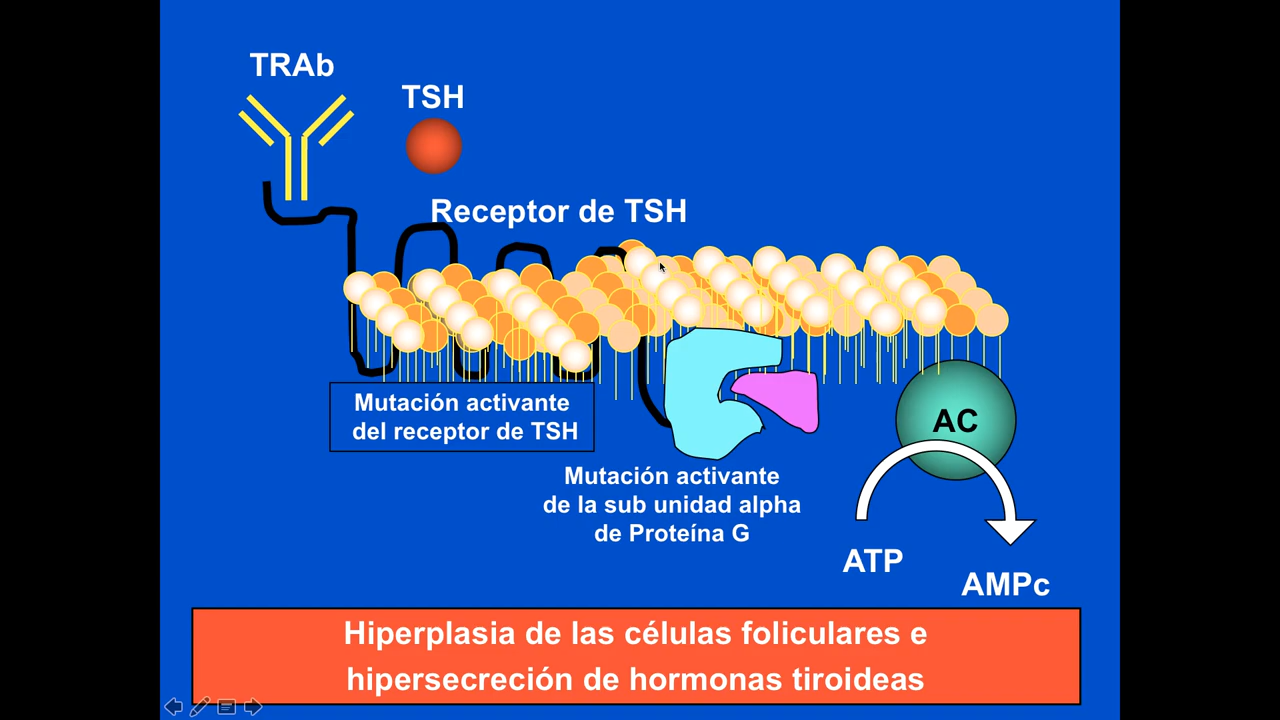 TRAb
TSH
Receptor de TSH
Mutación activante
del receptor de TSH
Mutación activante
de la sub unidad alpha
de Proteína G
AC
ATP
AMPc
Hiperplasia de las células foliculares e
hipersecreción de hormonas tiroideas